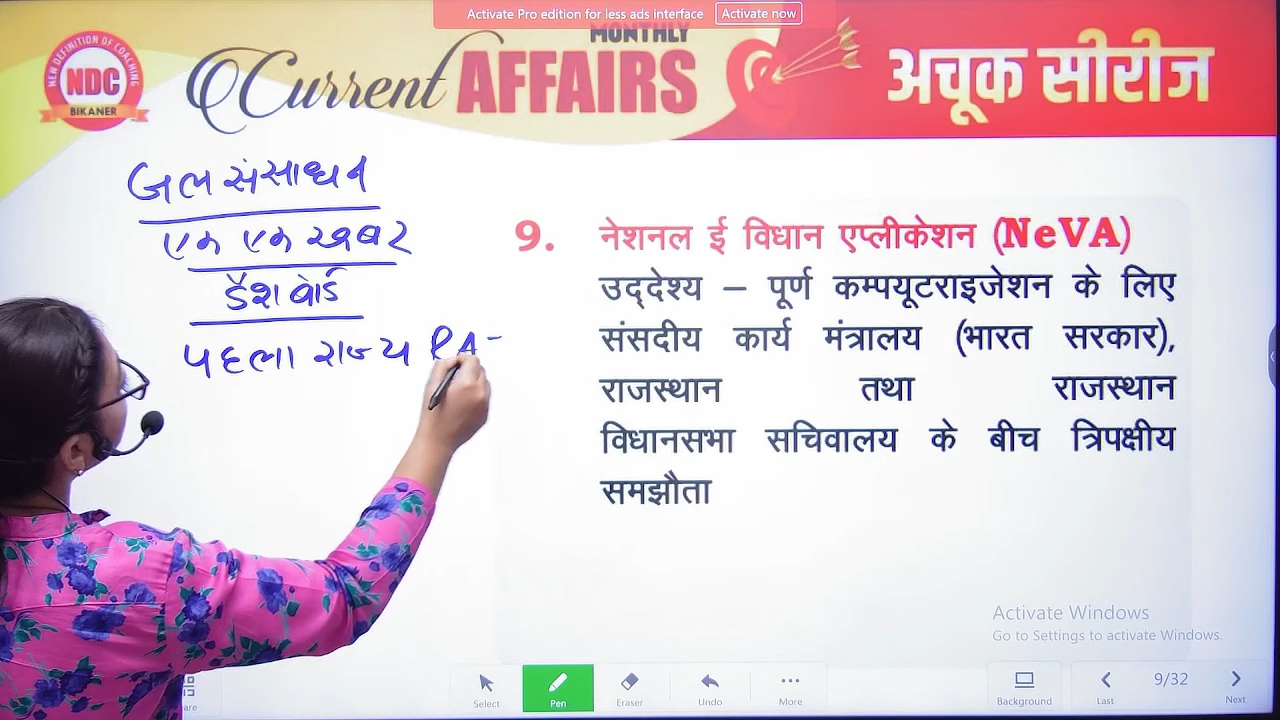 Activate Pro edition for less ads interface Activate now
NEW DEFINITION OF COACHING
NDC
BIKANER
MONTHLY
Current AFFAIRS
अचूक सीरीज
जल संसाधन
एक एक खबर
डैशबोर्ड
पहला राज्य RA-
9. नेशनल ई विधान एप्लीकेशन (NeVA)
उद्देश्य – पूर्ण कम्पयूटराइजेशन के लिए
संसदीय कार्य मंत्रालय (भारत सरकार),
राजस्थान तथा राजस्थान
विधानसभा सचिवालय के बीच त्रिपक्षीय
समझौता
Activate Windows
Go to Settings to activate Windows.
Select
Pen
Eraser
Undo
More
Background
Last
9/32
Next